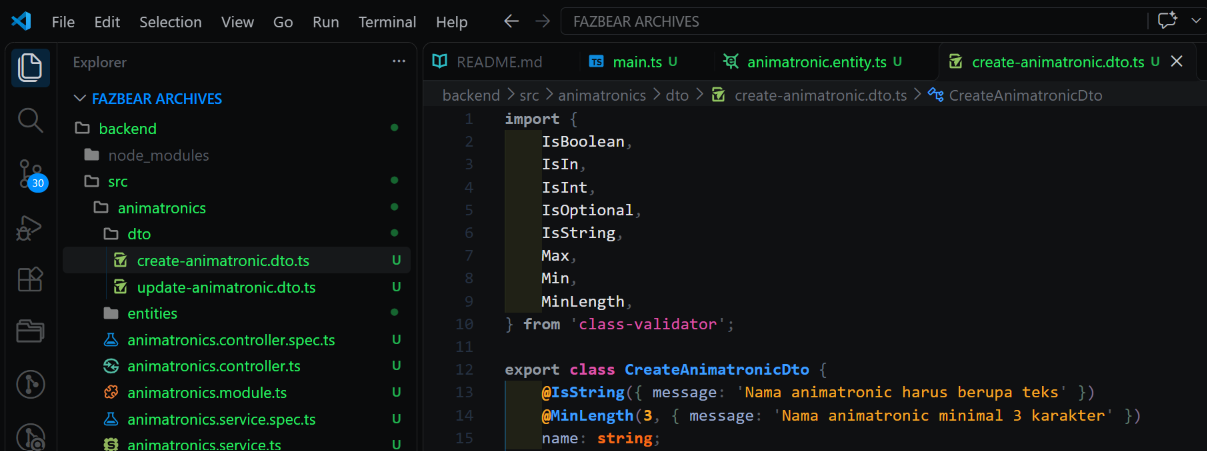 File Edit Selection View Go Run Terminal Help FAZBEAR ARCHIVES
Explorer
FAZBEAR ARCHIVES
backend
node_modules
src
animatronics
dto
create-animatronic.dto.ts U
update-animatronic.dto.ts U
entities
animatronics.controller.spec.ts U
animatronics.controller.ts U
animatronics.module.ts U
animatronics.service.spec.ts U
animatronics.service.ts U
30
README.md TS main.ts U animatronic.entity.ts U create-animatronic.dto.ts U
backend > src > animatronics > dto > create-animatronic.dto.ts > CreateAnimatronicDto
1 import {
2 IsBoolean,
3 IsIn,
4 IsInt,
5 IsOptional,
6 IsString,
7 Max,
8 Min,
9 MinLength,
10 } from 'class-validator';
11
12 export class CreateAnimatronicDto {
13 @IsString({ message: 'Nama animatronic harus berupa teks' })
14 @MinLength(3, { message: 'Nama animatronic minimal 3 karakter' })
15 name: string;